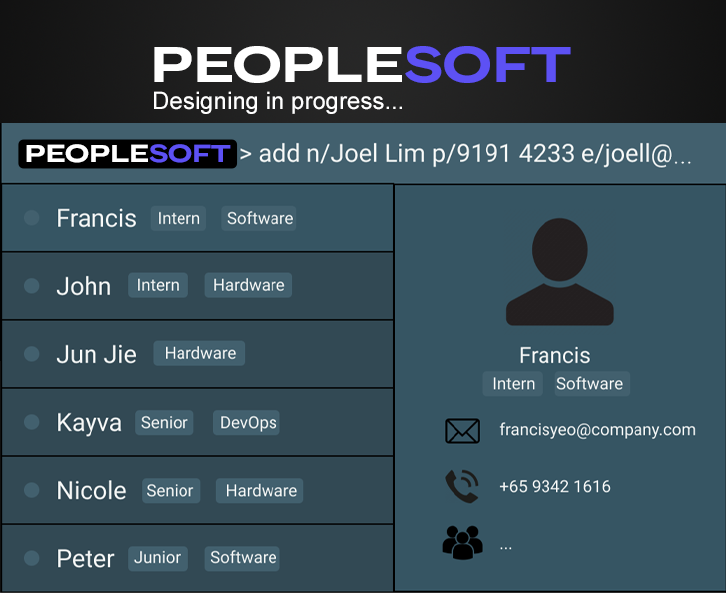 PEOPLESOFT
Designing in progress...
PEOPLESOFT > add n/Joel Lim p/9191 4233 e/joell@...
Francis Intern Software
John Intern Hardware
Jun Jie Hardware
Kayva Senior DevOps
Nicole Senior Hardware
Peter Junior Software
Francis
Intern Software
francisyeo@company.com
+65 9342 1616
...